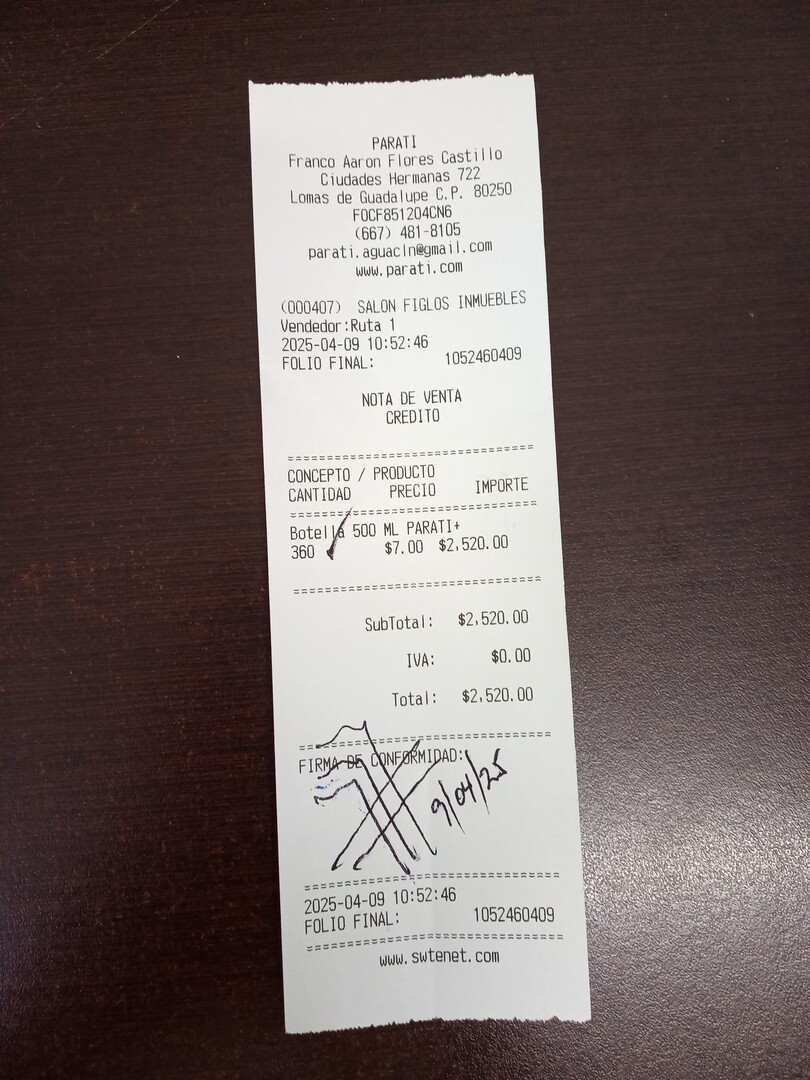 PARATI
Franco Aaron Flores Castillo
Ciudades Hermanas 722
Lomas de Guadalupe C.P. 80250
FOCF851204CN6
(667) 481-8105
parati.aguacln@gmail.com
www.parati.com
(000407) SALON FIGLOS INMUEBLES
Vendedor:Ruta 1
2025-04-09 10:52:46
FOLIO FINAL: 1052460409
NOTA DE VENTA
CREDITO
================================
CONCEPTO / PRODUCTO
CANTIDAD PRECIO IMPORTE
================================
Botella 500 ML PARATI+
360 $7.00 $2,520.00
================================
SubTotal: $2,520.00
IVA: $0.00
Total: $2,520.00
================================
FIRMA DE CONFORMIDAD:
9/04/25
================================
2025-04-09 10:52:46
FOLIO FINAL: 1052460409
================================
www.swtenet.com